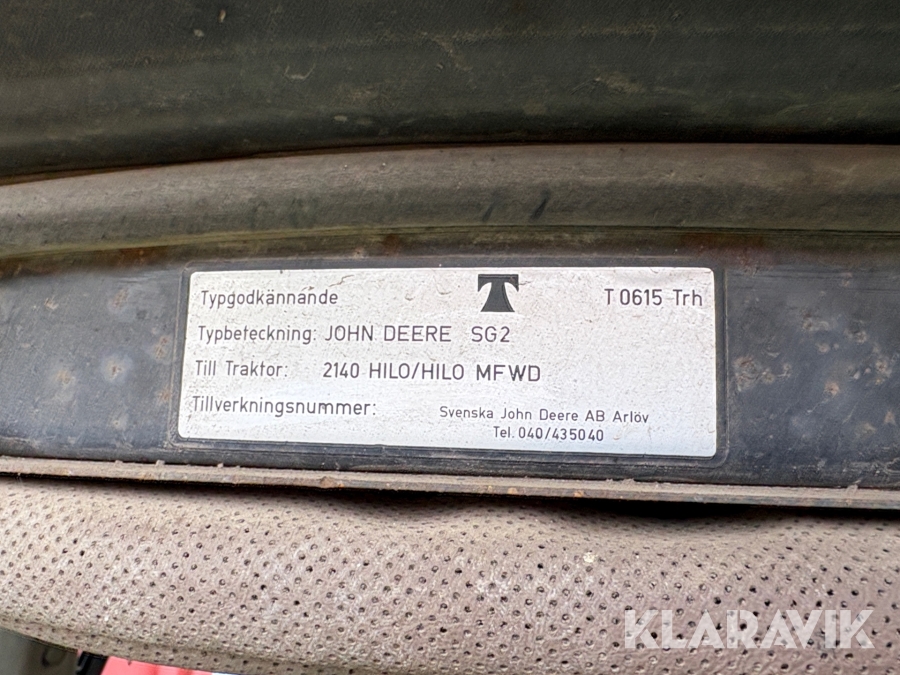 Typgodkännande T T 0615 Trh
Typbeteckning: JOHN DEERE SG2
Till Traktor: 2140 HILO/HILO MFWD
Tillverkningsnummer: Svenska John Deere AB Arlöv
Tel. 040/435040
KLARAVIK